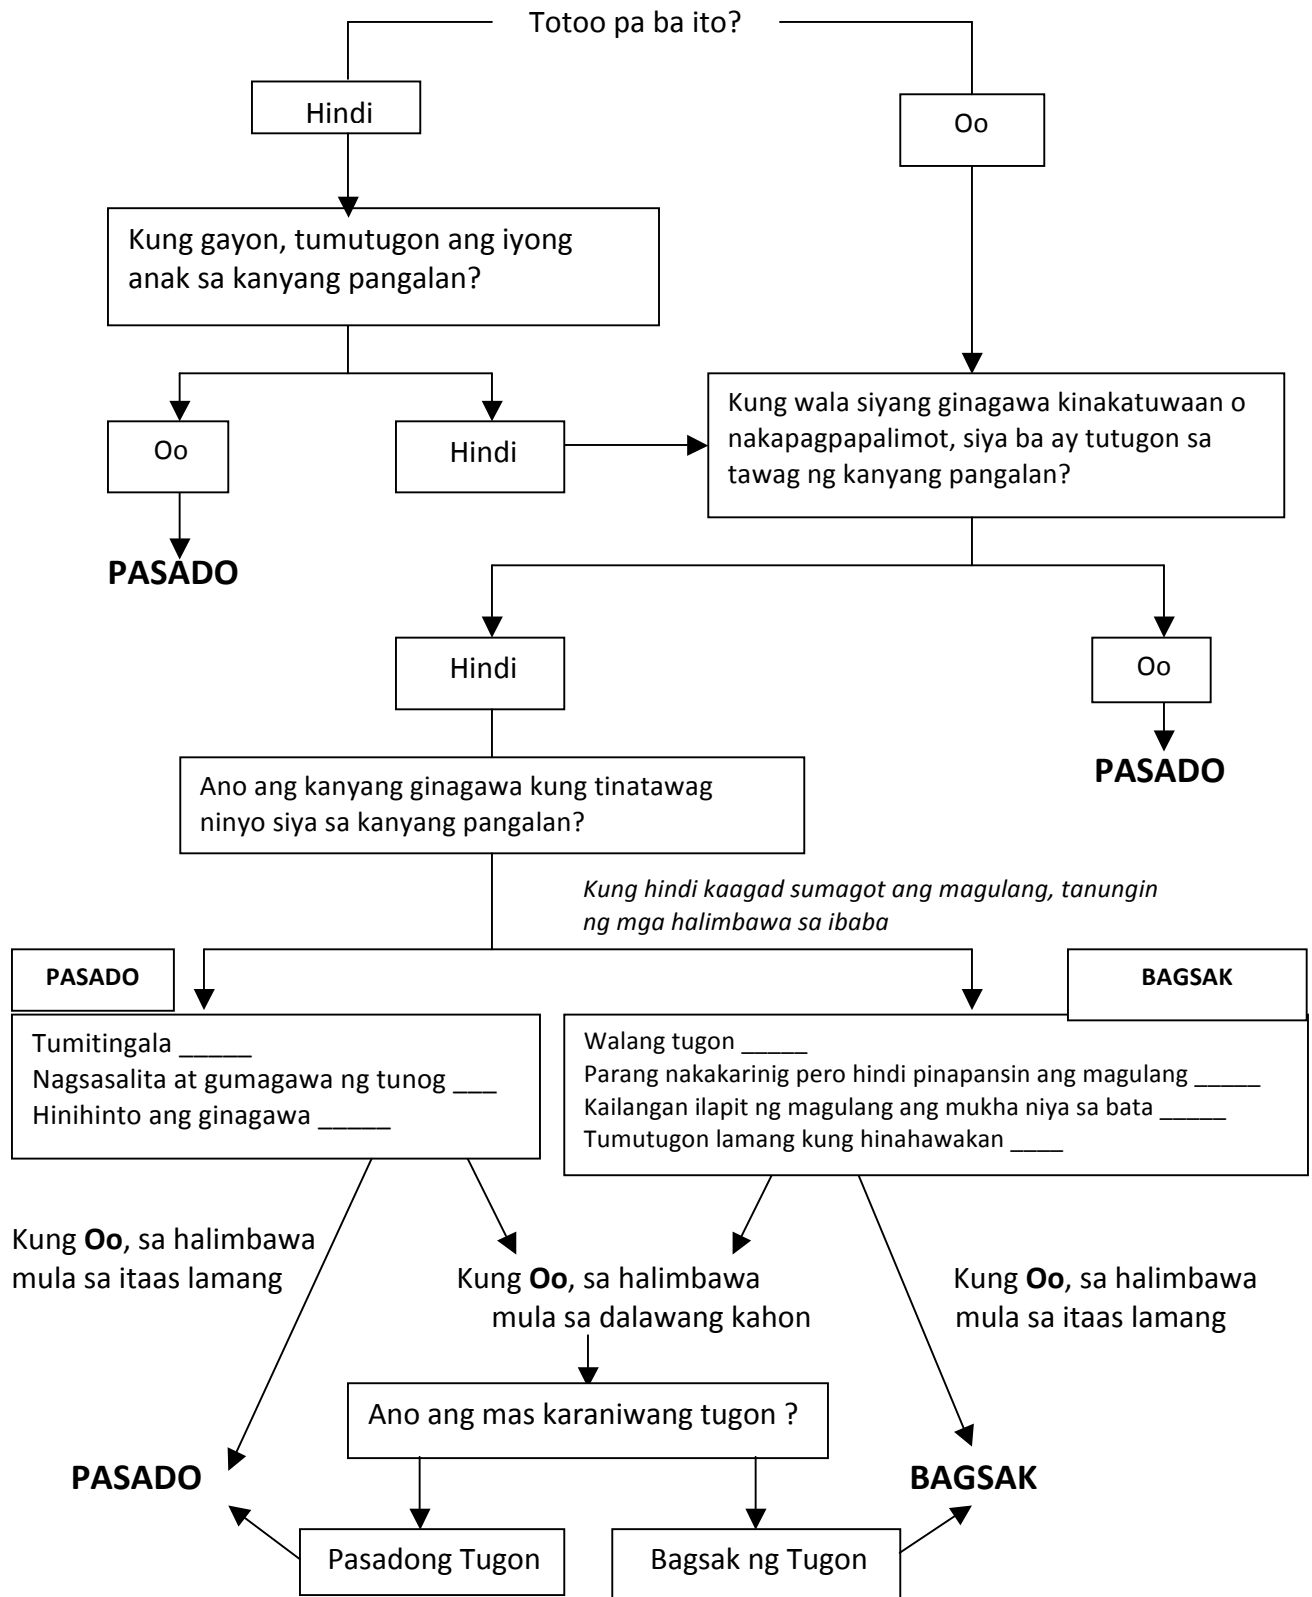 Totoo pa ba ito?
Hindi
Oo
Kung gayon, tumutugon ang iyong
anak sa kanyang pangalan?
Kung wala siyang ginagawa kinakatuwaan o
nakapagpapalimot, siya ba ay tutugon sa
tawag ng kanyang pangalan?
Oo
Hindi
PASADO
Hindi
Oo
PASADO
Ano ang kanyang ginagawa kung tinatawag
ninyo siya sa kanyang pangalan?
Kung hindi kaagad sumagot ang magulang, tanungin
ng mga halimbawa sa ibaba
PASADO
BAGSAK
Tumitingala _____
Nagsasalita at gumagawa ng tunog ___
Hinihinto ang ginagawa _____
Walang tugon _____
Parang nakakarinig pero hindi pinapansin ang magulang _____
Kailangan ilapit ng magulang ang mukha niya sa bata _____
Tumutugon lamang kung hinahawakan ____
Kung Oo, sa halimbawa
mula sa itaas lamang
Kung Oo, sa halimbawa
mula sa dalawang kahon
Kung Oo, sa halimbawa
mula sa itaas lamang
Ano ang mas karaniwang tugon ?
PASADO
BAGSAK
Pasadong Tugon
Bagsak ng Tugon